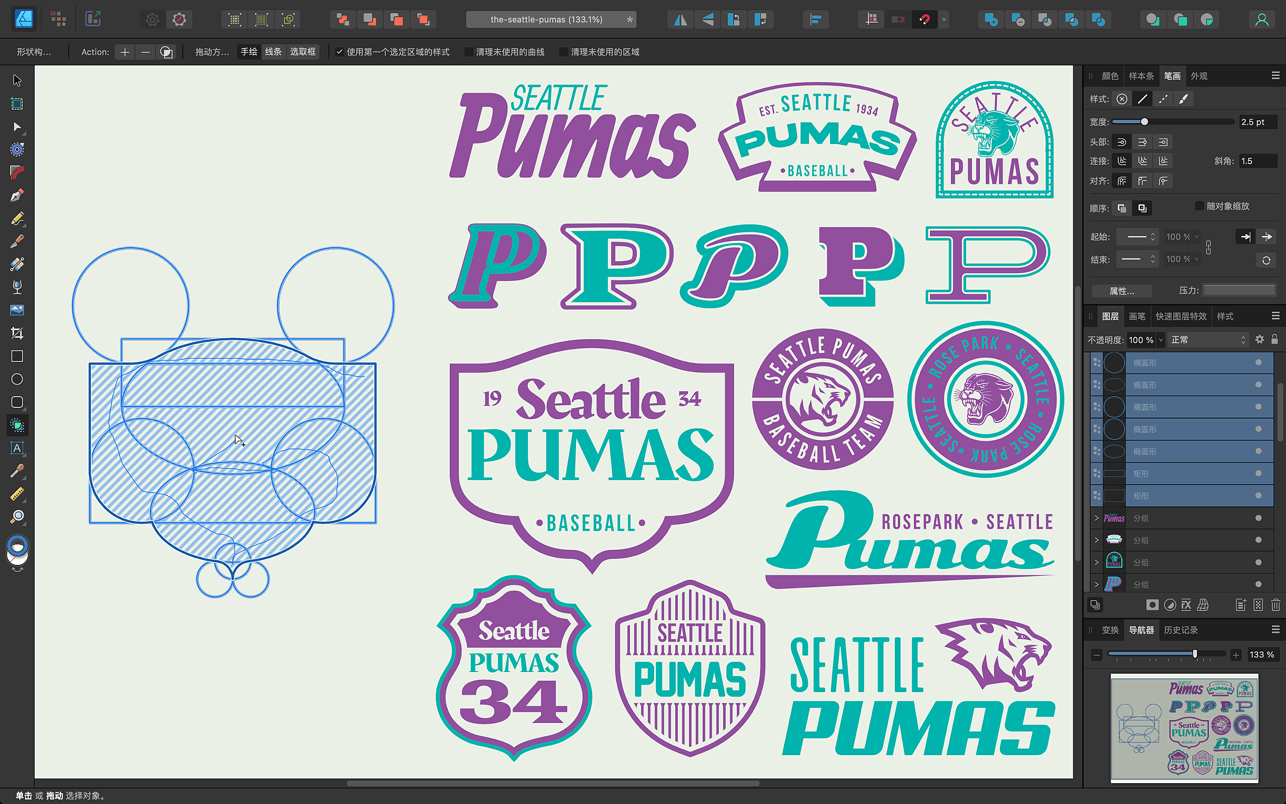 the-seattle-pumas (133.1%)
形状构…
Action:
拖动方…
手绘
线条
选取框
使用第一个选定区域的样式
清理未使用的曲线
清理未使用的区域
SEATTLE
Pumas
EST. SEATTLE 1934
PUMAS
•BASEBALL•
SEATTLE
PUMAS
P
P
P
P
P
19 Seattle 34
PUMAS
•BASEBALL•
SEATTLE PUMAS
BASEBALL TEAM
ROSE PARK • SEATTLE • ROSE PARK • SEATTLE •
ROSEPARK • SEATTLE
Pumas
Seattle
PUMAS
34
SEATTLE
PUMAS
SEATTLE
PUMAS
颜色
样本条
笔画
外观
样式:
宽度:
2.5 pt
头部:
连接:
斜角:
1.5
对齐:
顺序:
随对象缩放
起始:
100 %
结束:
100 %
属性...
压力:
图层
画笔
快速图层特效
样式
不透明度:
100 %
正常
椭圆形
椭圆形
椭圆形
椭圆形
椭圆形
矩形
矩形
分组
分组
分组
分组
变换
导航器
历史记录
133 %
单击 或 拖动 选择对象。